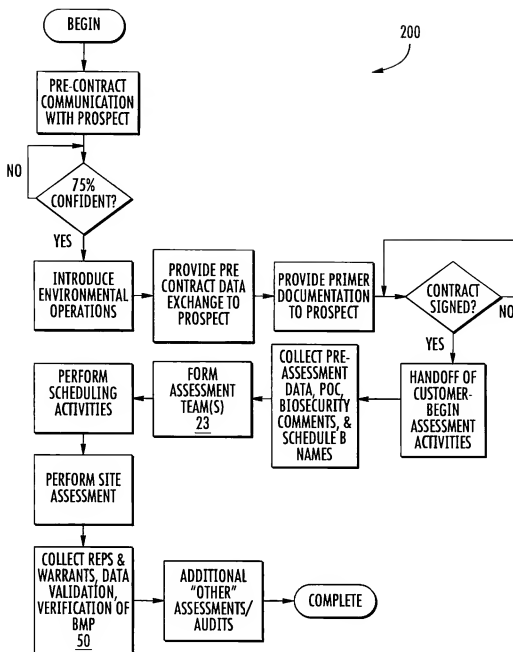 BEGIN
200
PRE-CONTRACT
COMMUNICATION
WITH PROSPECT
NO
75%
CONFIDENT?
YES
INTRODUCE
ENVIRONMENTAL
OPERATIONS
PROVIDE PRE
CONTRACT DATA
EXCHANGE TO
PROSPECT
PROVIDE PRIMER
DOCUMENTATION
TO PROSPECT
CONTRACT
SIGNED?
NO
YES
HANDOFF OF
CUSTOMER-
BEGIN
ASSESSMENT
ACTIVITIES
COLLECT PRE-
ASSESSMENT
DATA, POC,
BIOSECURITY
COMMENTS, &
SCHEDULE B
NAMES
FORM
ASSESSMENT
TEAM(S)
23
PERFORM
SCHEDULING
ACTIVITIES
PERFORM SITE
ASSESSMENT
COLLECT REPS &
WARRANTS, DATA
VALIDATION,
VERIFICATION OF
BMP
50
ADDITIONAL
"OTHER"
ASSESSMENTS/
AUDITS
COMPLETE